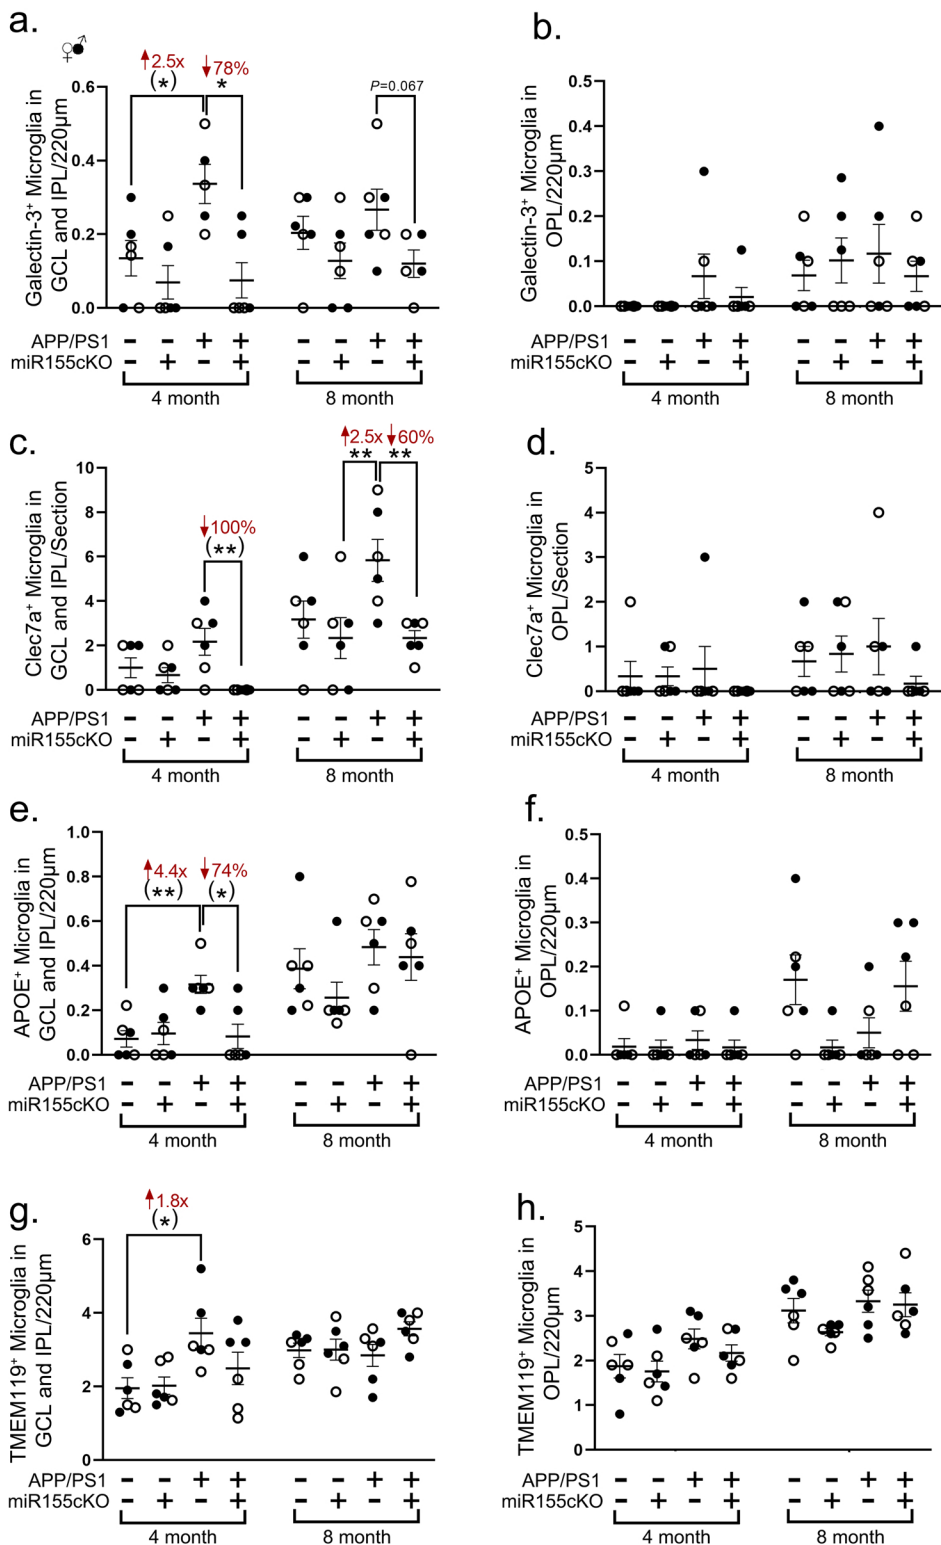 a.
♀♂
↑2.5x ↓78%
(*) *
P=0.067
Galectin-3⁺ Microglia in
GCL and IPL/220µm
0.6
0.4
0.2
0.0
APP/PS1 - - + + - - + +
miR155cKO - + - + - + - +
4 month 8 month
b.
Galectin-3⁺ Microglia in
OPL/220µm
0.5
0.4
0.3
0.2
0.1
0.0
APP/PS1 - - + + - - + +
miR155cKO - + - + - + - +
4 month 8 month
c.
↑2.5x ↓60%
** **
↓100%
(**)
Clec7a⁺ Microglia in
GCL and IPL/Section
10
8
6
4
2
0
APP/PS1 - - + + - - + +
miR155cKO - + - + - + - +
4 month 8 month
d.
Clec7a⁺ Microglia in
OPL/Section
5
4
3
2
1
0
APP/PS1 - - + + - - + +
miR155cKO - + - + - + - +
4 month 8 month
e.
↑4.4x ↓74%
(**) (*)
APOE⁺ Microglia in
GCL and IPL/220µm
1.0
0.8
0.6
0.4
0.2
0.0
APP/PS1 - - + + - - + +
miR155cKO - + - + - + - +
4 month 8 month
f.
APOE⁺ Microglia in
OPL/220µm
0.5
0.4
0.3
0.2
0.1
0.0
APP/PS1 - - + + - - + +
miR155cKO - + - + - + - +
4 month 8 month
g.
↑1.8x
(*)
TMEM119⁺ Microglia in
GCL and IPL/220µm
6
4
2
0
APP/PS1 - - + + - - + +
miR155cKO - + - + - + - +
4 month 8 month
h.
TMEM119⁺ Microglia in
OPL/220µm
5
4
3
2
1
0
APP/PS1 - - + + - - + +
miR155cKO - + - + - + - +
4 month 8 month